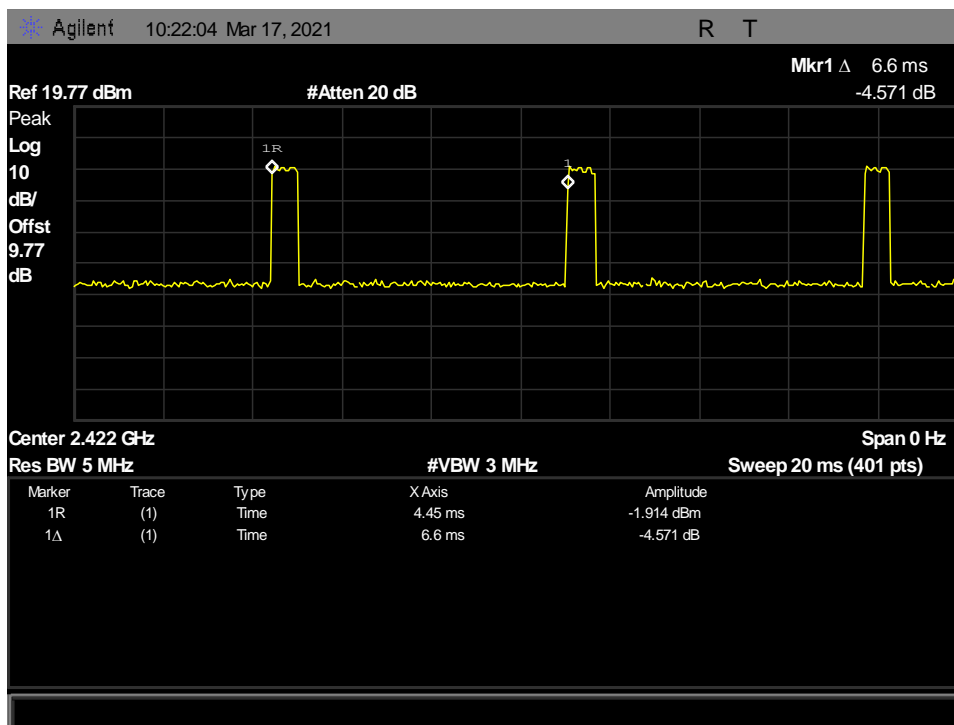 Agilent 10:22:04 Mar 17, 2021 R T
Mkr1 Δ 6.6 ms
Ref 19.77 dBm #Atten 20 dB -4.571 dB
Peak
Log
10
dB/
Offst
9.77
dB
1R
1
Center 2.422 GHz Span 0 Hz
Res BW 5 MHz #VBW 3 MHz Sweep 20 ms (401 pts)
Marker Trace Type X Axis Amplitude
1R (1) Time 4.45 ms -1.914 dBm
1Δ (1) Time 6.6 ms -4.571 dB